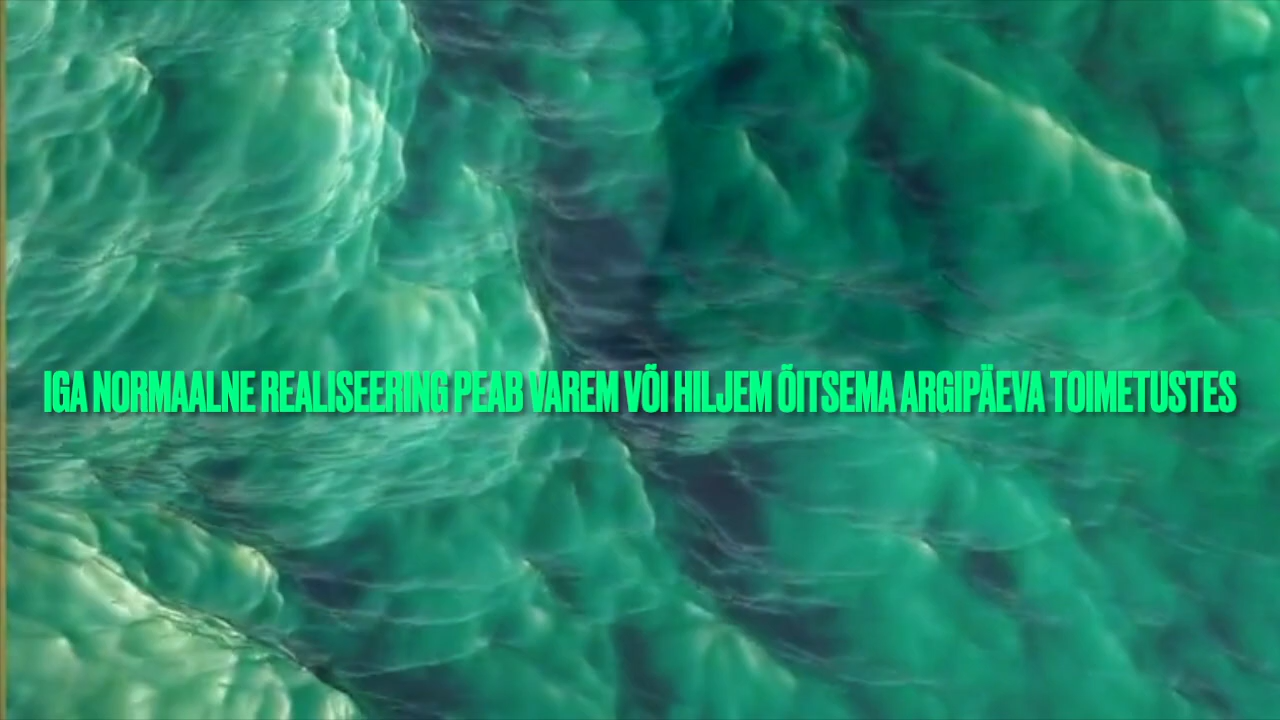 IGA NORMAALNE REALISEERING PEAB VAREM VÕI HILJEM ÕITSEMA ARGIPÄEVA TOIMETUSTES